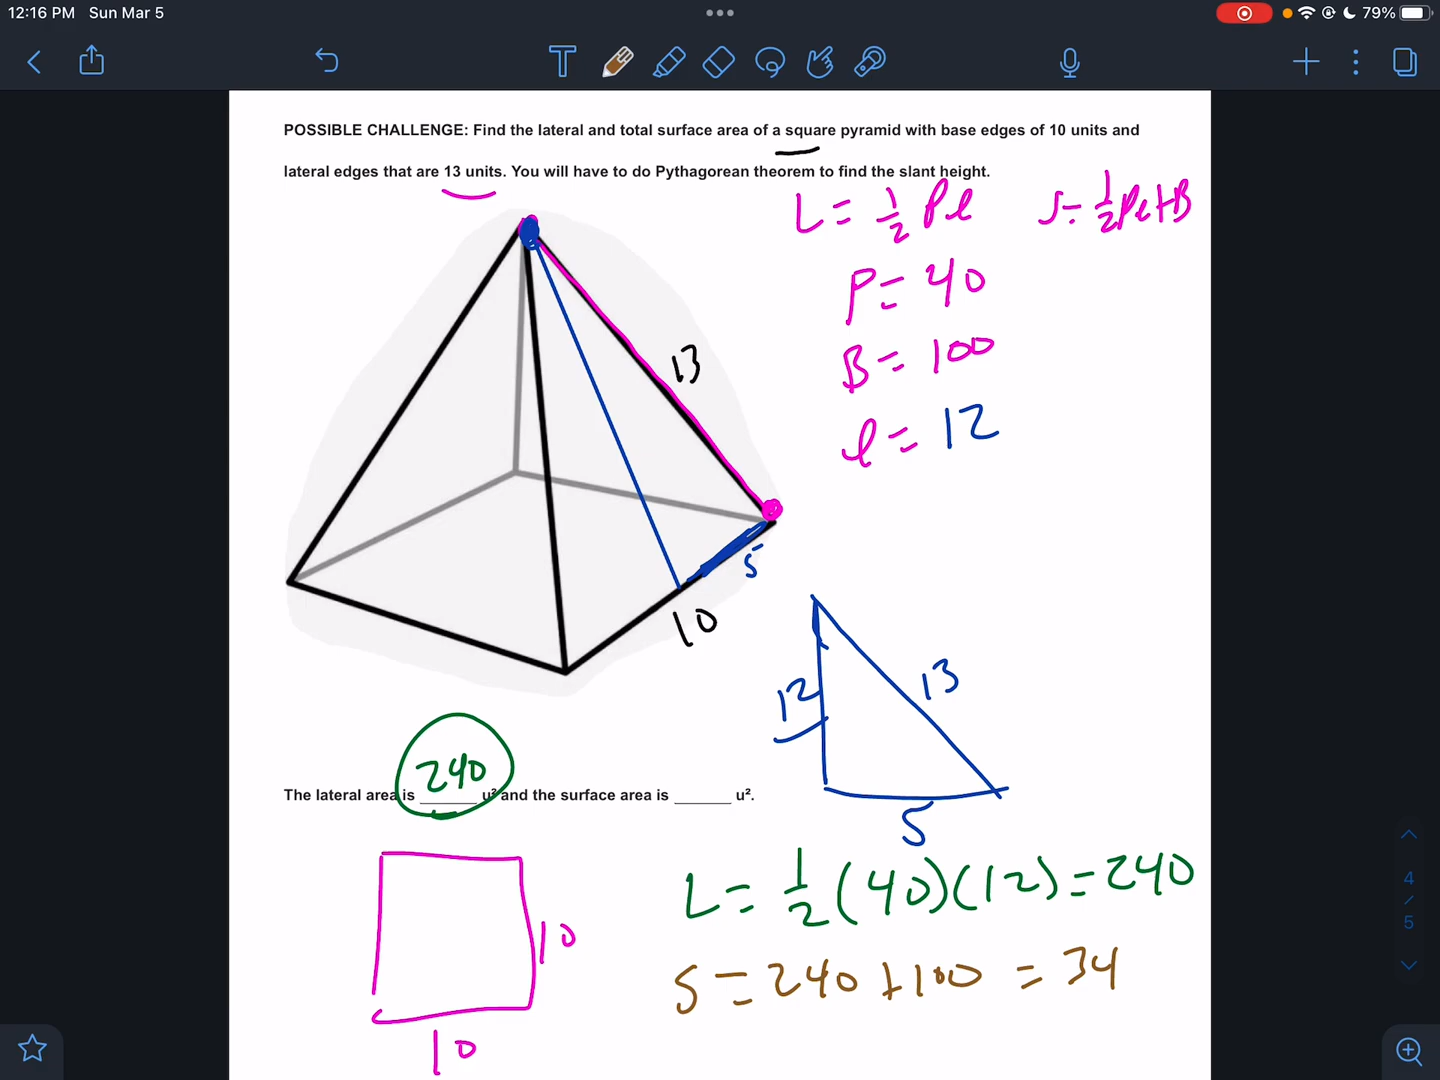 12:16 PM Sun Mar 5
79%
T
POSSIBLE CHALLENGE: Find the lateral and total surface area of a square pyramid with base edges of 10 units and
lateral edges that are 13 units. You will have to do Pythagorean theorem to find the slant height.
L = 1/2 Pℓ
S = 1/2 Pℓ + B
P = 40
B = 100
ℓ = 12
13
5
10
12
13
5
240
The lateral area is ______ u² and the surface area is ______ u².
L = 1/2 (40)(12) = 240
S = 240 + 100 = 34
10
10
4
/
5